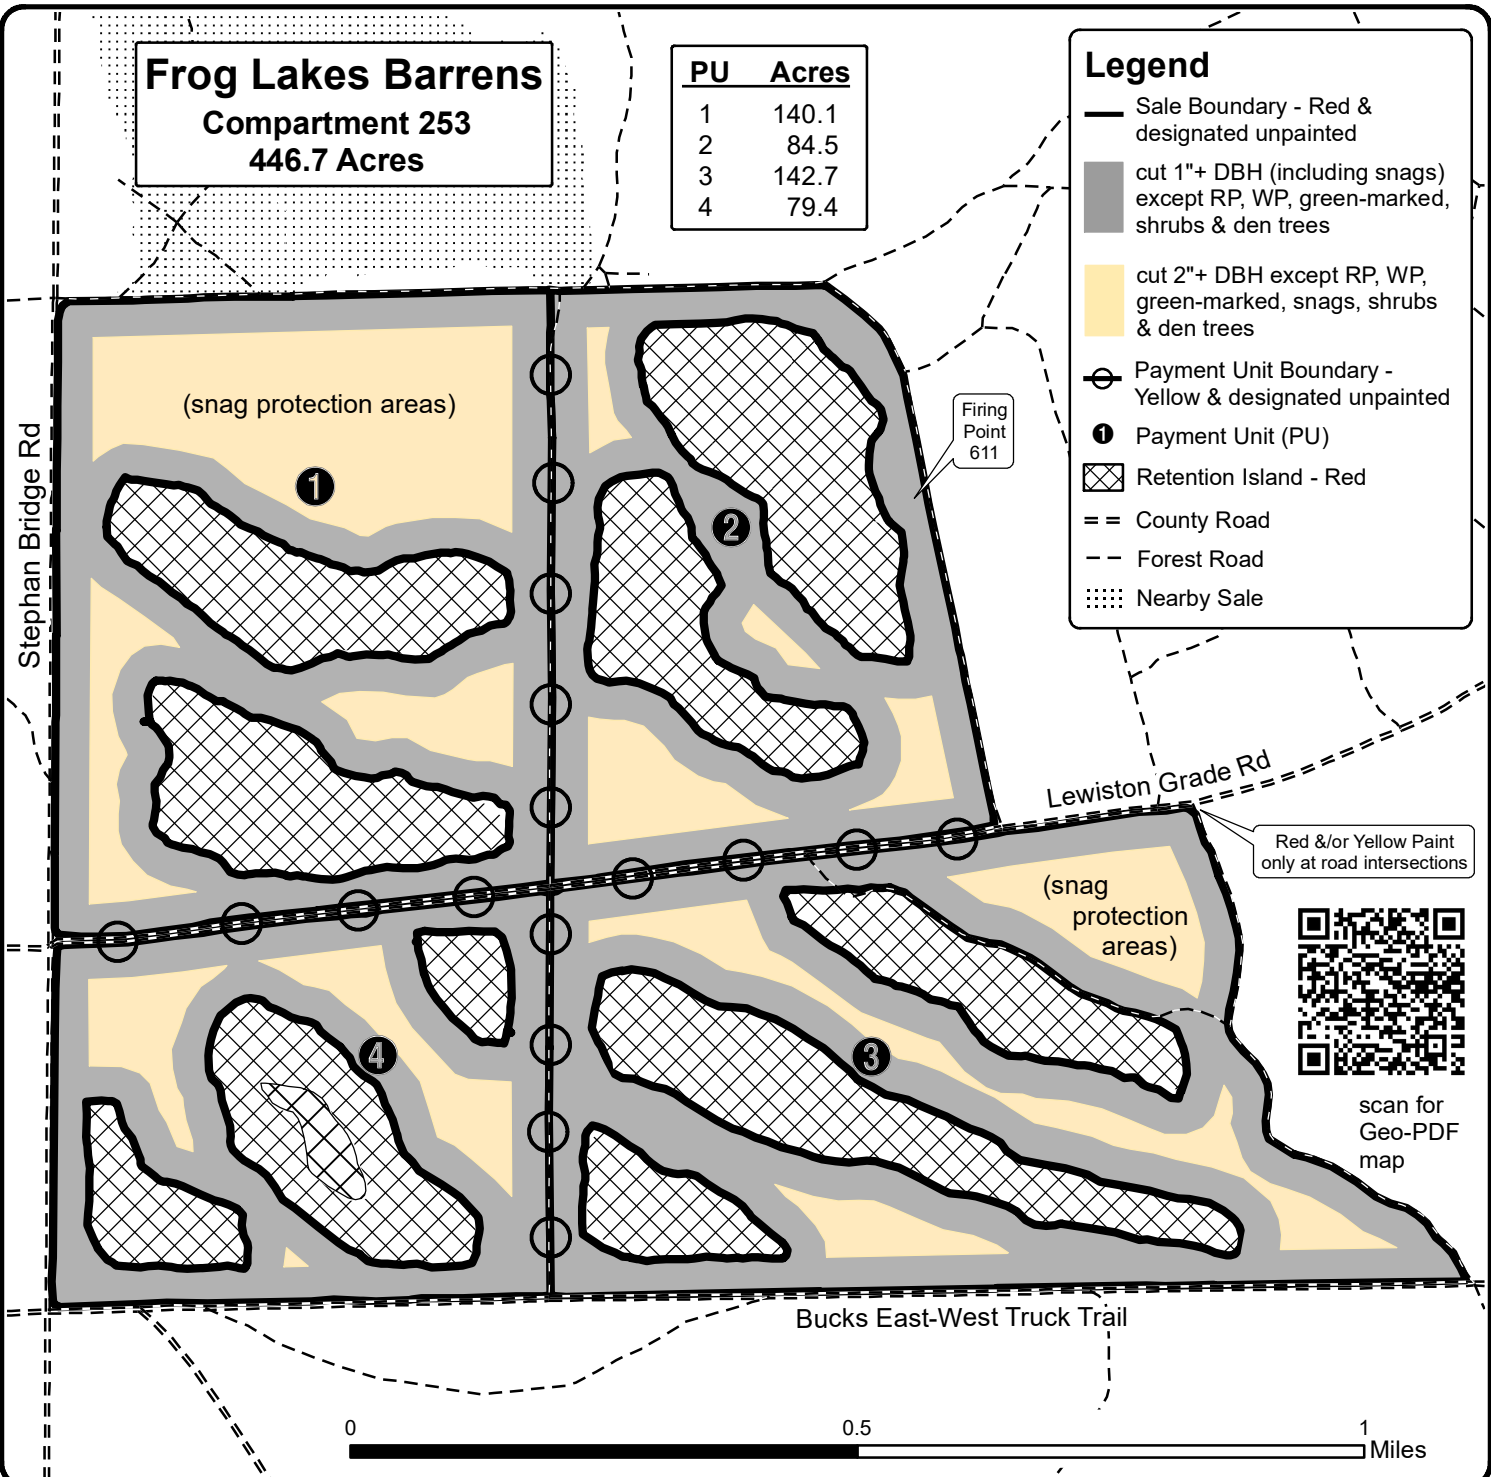 Frog Lakes Barrens
Compartment 253
446.7 Acres
PU Acres
1 140.1
2 84.5
3 142.7
4 79.4
Legend
Sale Boundary - Red &
designated unpainted
cut 1"+ DBH (including snags)
except RP, WP, green-marked,
shrubs & den trees
cut 2"+ DBH except RP, WP,
green-marked, snags, shrubs
& den trees
Payment Unit Boundary -
Yellow & designated unpainted
1 Payment Unit (PU)
Retention Island - Red
County Road
Forest Road
Nearby Sale
(snag protection areas)
1
2
Firing
Point
611
Stephan Bridge Rd
Lewiston Grade Rd
Red &/or Yellow Paint
only at road intersections
(snag
protection
areas)
3
4
scan for
Geo-PDF
map
Bucks East-West Truck Trail
0 0.5 1
Miles